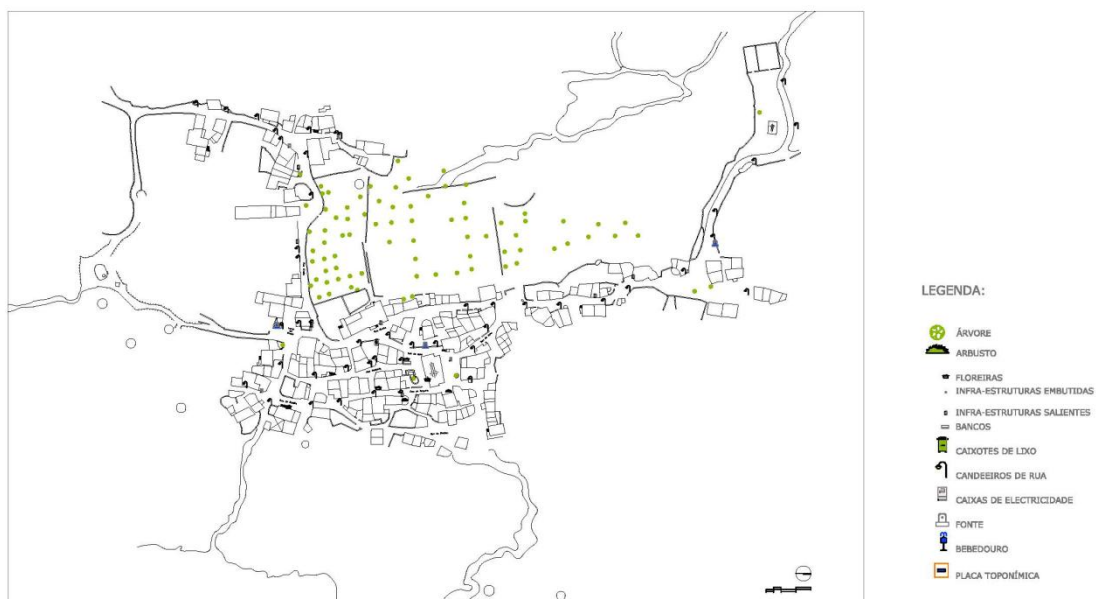 LEGENDA:
ÁRVORE
ARBUSTO
FLOREIRAS
INFRA-ESTRUTURAS EMBUTIDAS
INFRA-ESTRUTURAS SALIENTES
BANCOS
CAIXOTES DE LIXO
CANDEEIROS DE RUA
CAIXAS DE ELECTRICIDADE
FONTE
BEBEDOURO
PLACA TOPONÍMICA